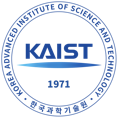 KOREA ADVANCED INSTITUTE OF SCIENCE AND TECHNOLOGY
KAIST
1971
한국과학기술원